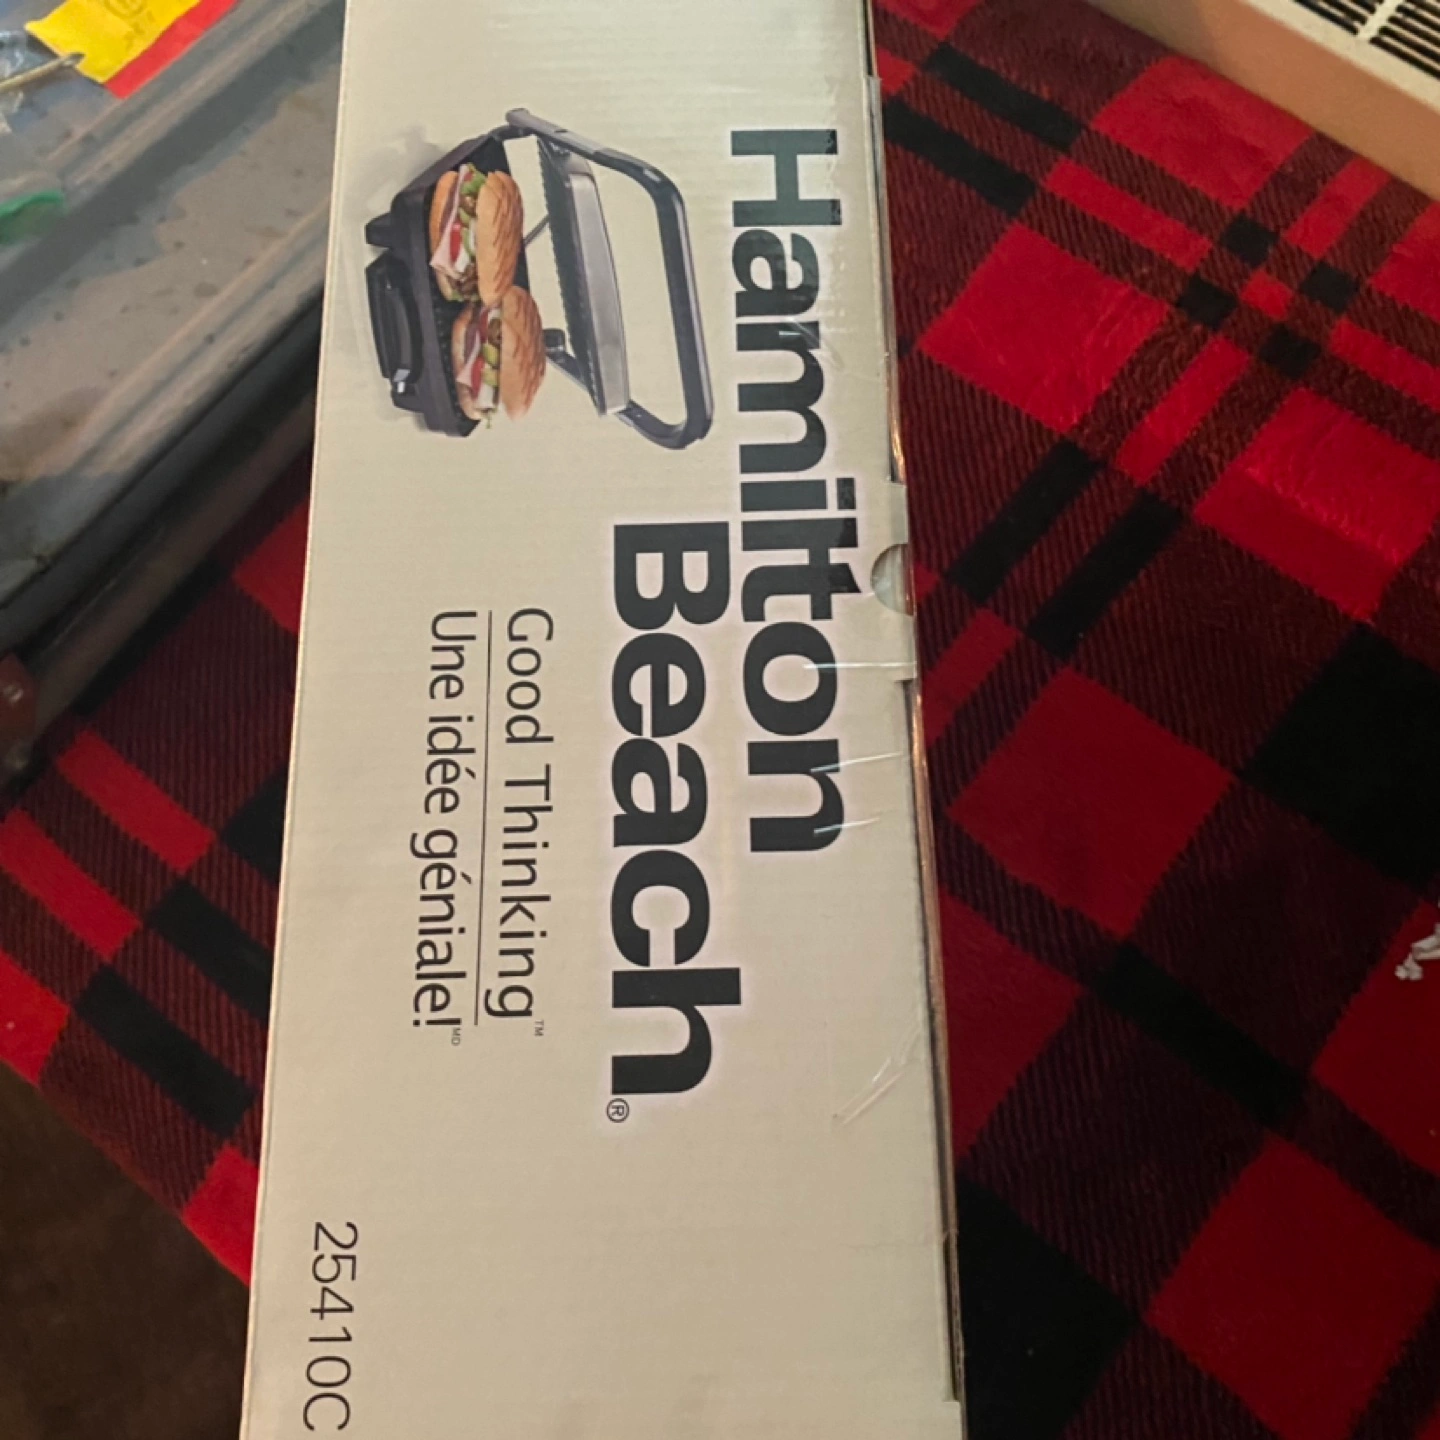 Hamilton
Beach®
Good Thinking™
Une idée géniale!MD
25410C